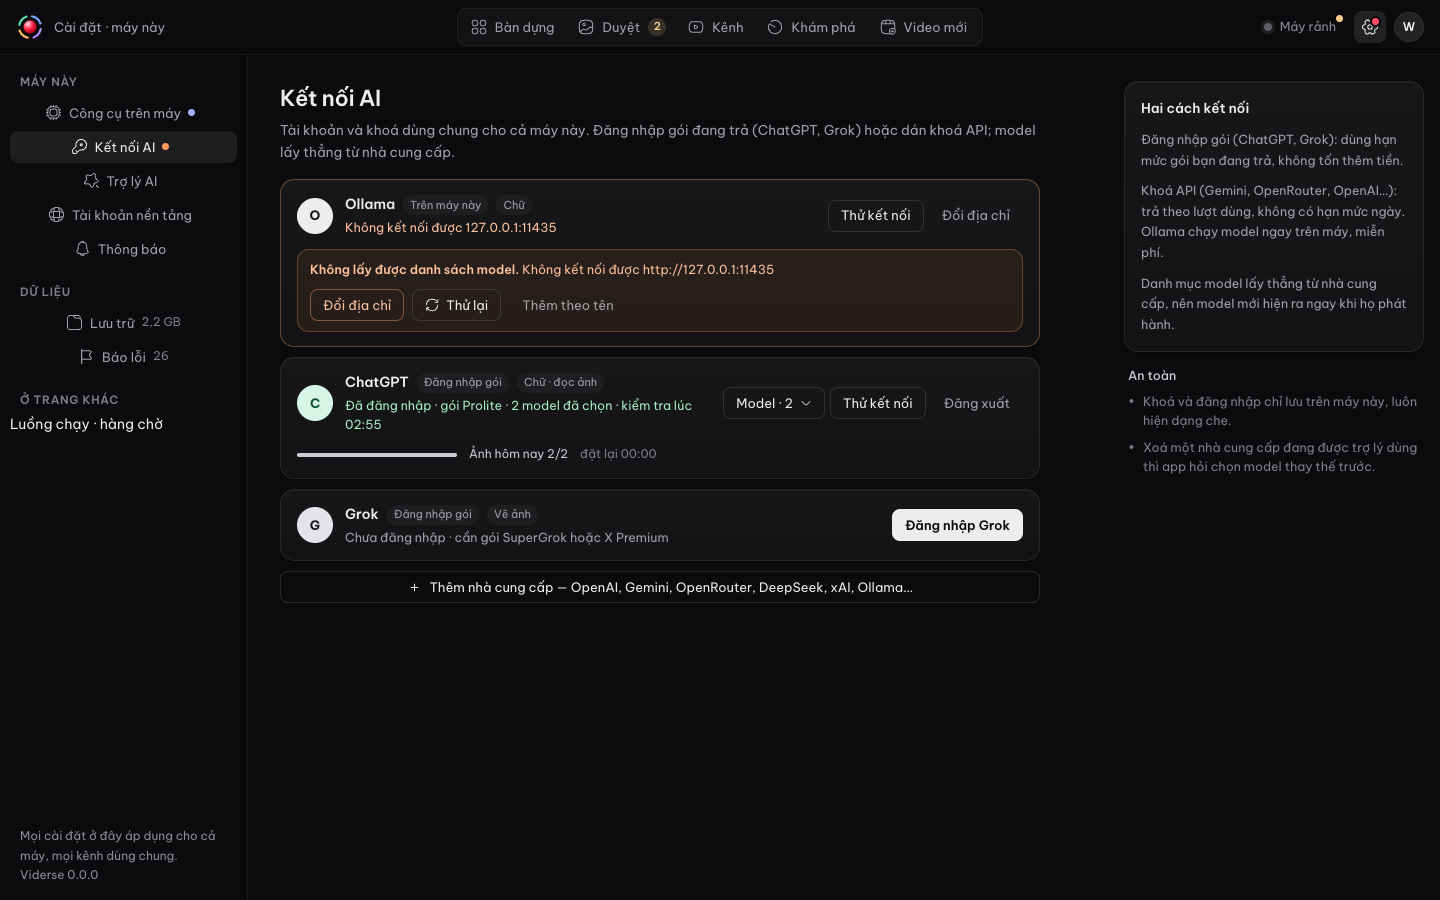 Cài đặt · máy này
Bàn dựng
Duyệt 2
Kênh
Khám phá
Video mới
Máy rảnh
W
MÁY NÀY
Công cụ trên máy
Kết nối AI
Trợ lý AI
Tài khoản nền tảng
Thông báo
DỮ LIỆU
Lưu trữ 2,2 GB
Báo lỗi 26
Ở TRANG KHÁC
Luồng chạy · hàng chờ
Mọi cài đặt ở đây áp dụng cho cả
máy, mọi kênh dùng chung.
Viderse 0.0.0
Kết nối AI
Tài khoản và khoá dùng chung cho cả máy này. Đăng nhập gói đang trả (ChatGPT, Grok) hoặc dán khoá API; model
lấy thẳng từ nhà cung cấp.
O
Ollama Trên máy này Chữ
Không kết nối được 127.0.0.1:11435
Thử kết nối
Đổi địa chỉ
Không lấy được danh sách model. Không kết nối được http://127.0.0.1:11435
Đổi địa chỉ
Thử lại
Thêm theo tên
C
ChatGPT Đăng nhập gói Chữ · đọc ảnh
Đã đăng nhập · gói Prolite · 2 model đã chọn · kiểm tra lúc
02:55
Model · 2
Thử kết nối
Đăng xuất
Ảnh hôm nay 2/2 đặt lại 00:00
G
Grok Đăng nhập gói Vẽ ảnh
Chưa đăng nhập · cần gói SuperGrok hoặc X Premium
Đăng nhập Grok
+ Thêm nhà cung cấp — OpenAI, Gemini, OpenRouter, DeepSeek, xAI, Ollama…
Hai cách kết nối
Đăng nhập gói (ChatGPT, Grok): dùng hạn
mức gói bạn đang trả, không tốn thêm tiền.
Khoá API (Gemini, OpenRouter, OpenAI…):
trả theo lượt dùng, không có hạn mức ngày.
Ollama chạy model ngay trên máy, miễn
phí.
Danh mục model lấy thẳng từ nhà cung
cấp, nên model mới hiện ra ngay khi họ phát
hành.
An toàn
• Khoá và đăng nhập chỉ lưu trên máy này, luôn
hiện dạng che.
• Xoá một nhà cung cấp đang được trợ lý dùng
thì app hỏi chọn model thay thế trước.